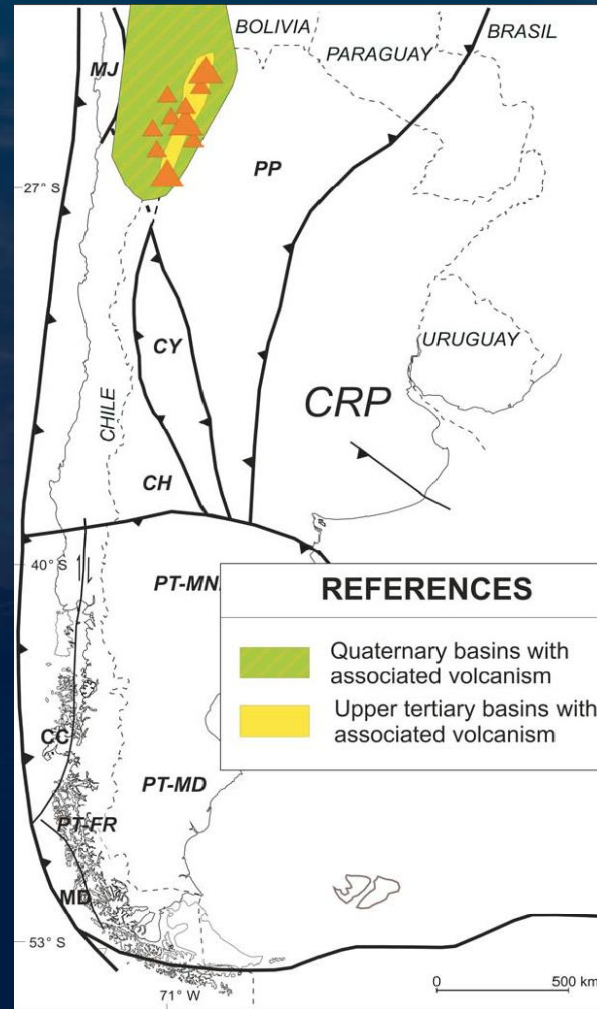 BOLIVIA
BRASIL
PARAGUAY
MJ
PP
27° S
URUGUAY
CY
CHILE
CRP
CH
40° S
PT-MN
REFERENCES
Quaternary basins with
associated volcanism
Upper tertiary basins with
associated volcanism
CC
PT-MD
PT-FR
MD
53° S
71° W
0 500 km